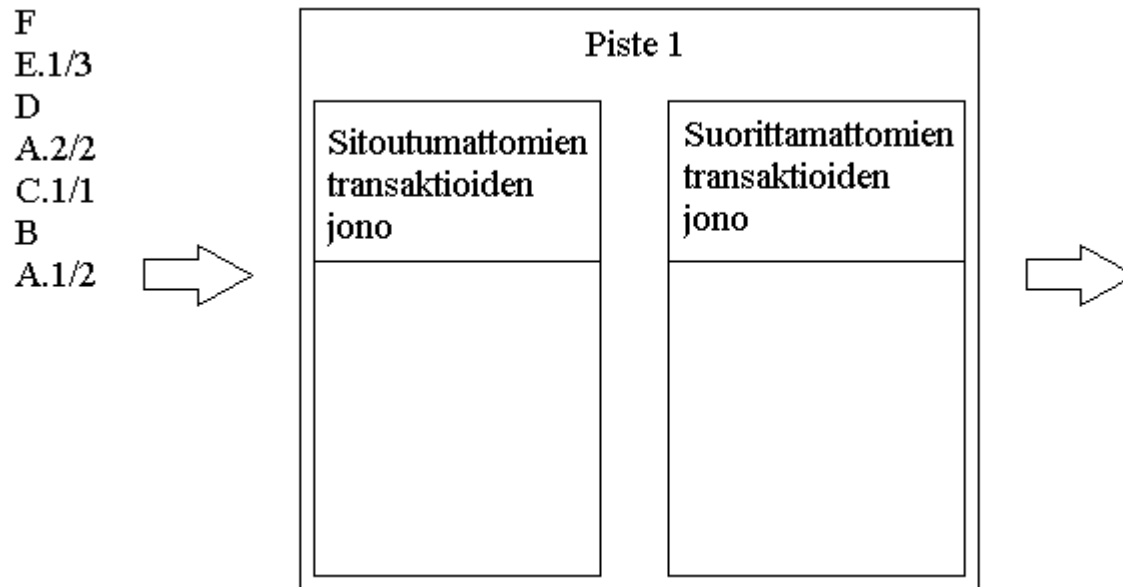 F
E.1/3
D
A.2/2
C.1/1
B
A.1/2
Piste 1
Sitoutumattomien
transaktioiden
jono
Suorittamattomien
transaktioiden
jono